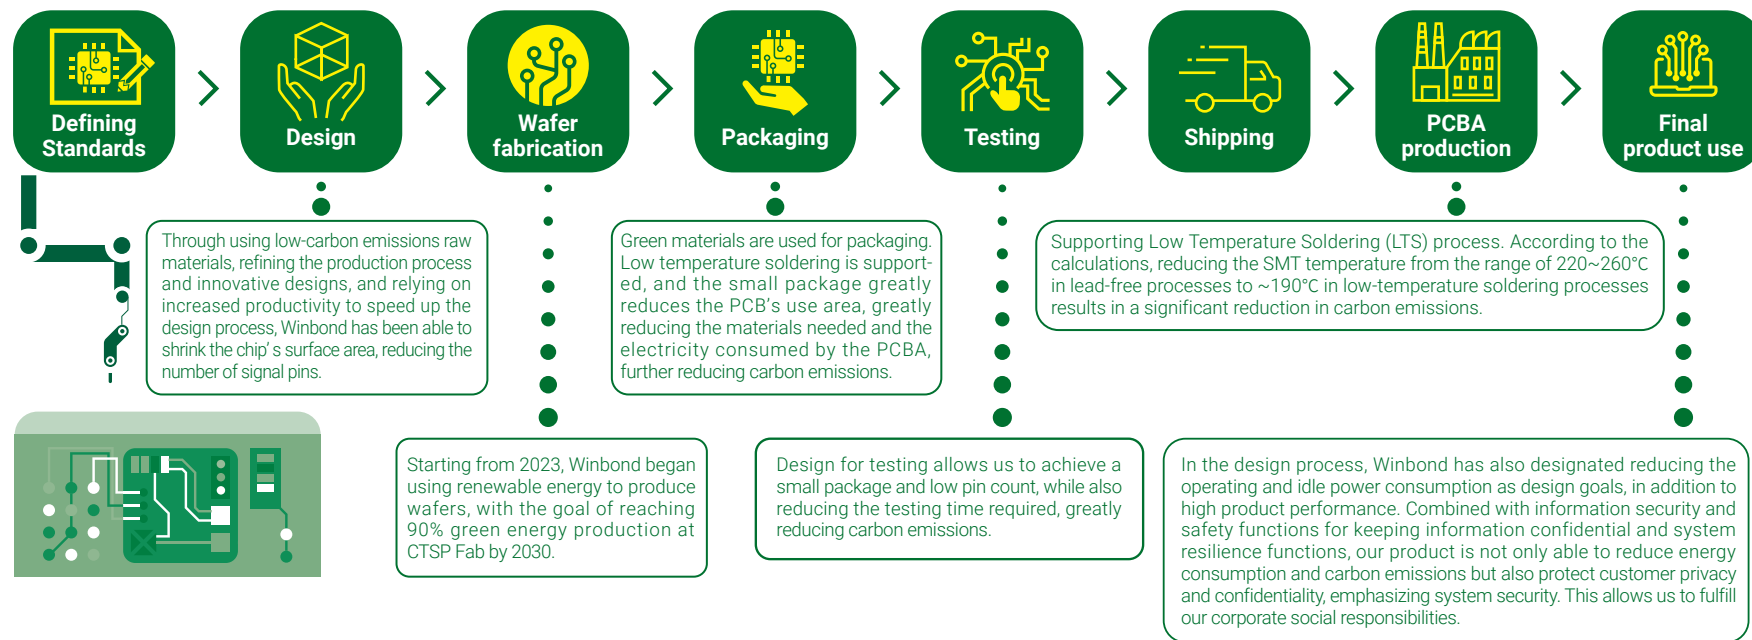 Defining
Standards
Design
Wafer
fabrication
Packaging
Testing
Shipping
PCBA
production
Final
product use
Through using low-carbon emissions raw
materials, refining the production process
and innovative designs, and relying on
increased productivity to speed up the
design process, Winbond has been able to
shrink the chip' s surface area, reducing the
number of signal pins.
Green materials are used for packaging.
Low temperature soldering is support-
ed, and the small package greatly
reduces the PCB's use area, greatly
reducing the materials needed and the
electricity consumed by the PCBA,
further reducing carbon emissions.
Supporting Low Temperature Soldering (LTS) process. According to the
calculations, reducing the SMT temperature from the range of 220~260°C
in lead-free processes to ~190°C in low-temperature soldering processes
results in a significant reduction in carbon emissions.
Starting from 2023, Winbond began
using renewable energy to produce
wafers, with the goal of reaching
90% green energy production at
CTSP Fab by 2030.
Design for testing allows us to achieve a
small package and low pin count, while also
reducing the testing time required, greatly
reducing carbon emissions.
In the design process, Winbond has also designated reducing the
operating and idle power consumption as design goals, in addition to
high product performance. Combined with information security and
safety functions for keeping information confidential and system
resilience functions, our product is not only able to reduce energy
consumption and carbon emissions but also protect customer privacy
and confidentiality, emphasizing system security. This allows us to fulfill
our corporate social responsibilities.